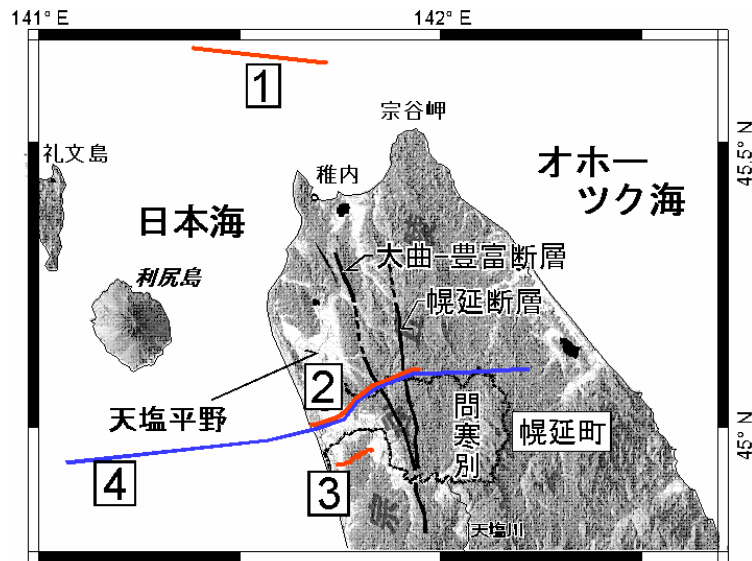 141° E
142° E
1
宗谷岬
礼文島
稚内
オホー
ツク海
45.5° N
日本海
大曲-豊富断層
利尻島
幌延断層
2
天塩平野
問寒別
幌延町
45° N
4
3
宗
天塩川